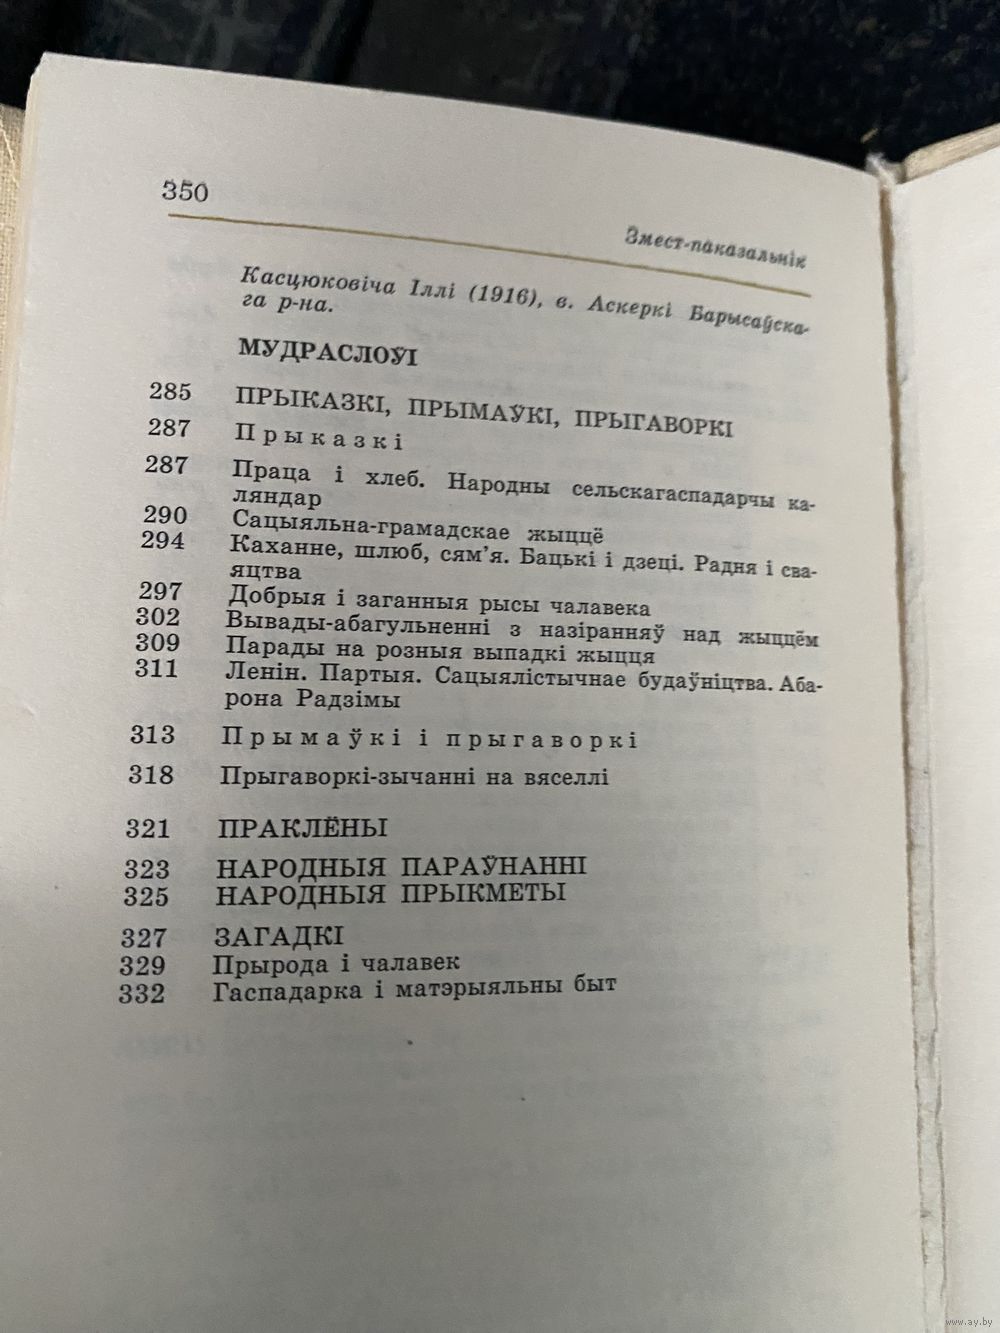 350
Змест-паказальнік
Касцюковіча Іллі (1916), в. Аскеркі Барысаўска-
га р-на.
МУДРАСЛОЎІ
285 ПРЫКАЗКІ, ПРЫМАЎКІ, ПРЫГАВОРКІ
287 Прыказкі
287 Праца і хлеб. Народны сельскагаспадарчы ка-
ляндар
290 Сацыяльна-грамадскае жыццё
294 Каханне, шлюб, сям’я. Бацькі і дзеці. Радня і сва-
яцтва
297 Добрыя і заганныя рысы чалавека
302 Вывады-абагульненні з назіранняў над жыццём
309 Парады на розныя выпадкі жыцця
311 Ленін. Партыя. Сацыялістычнае будаўніцтва. Аба-
рона Радзімы
313 Прымаўкі і прыгаворкі
318 Прыгаворкі-зычанні на вяселлі
321 ПРАКЛЁНЫ
323 НАРОДНЫЯ ПАРАЎНАННІ
325 НАРОДНЫЯ ПРЫКМЕТЫ
327 ЗАГАДКІ
329 Прырода і чалавек
332 Гаспадарка і матэрыяльны быт
www.ay.by